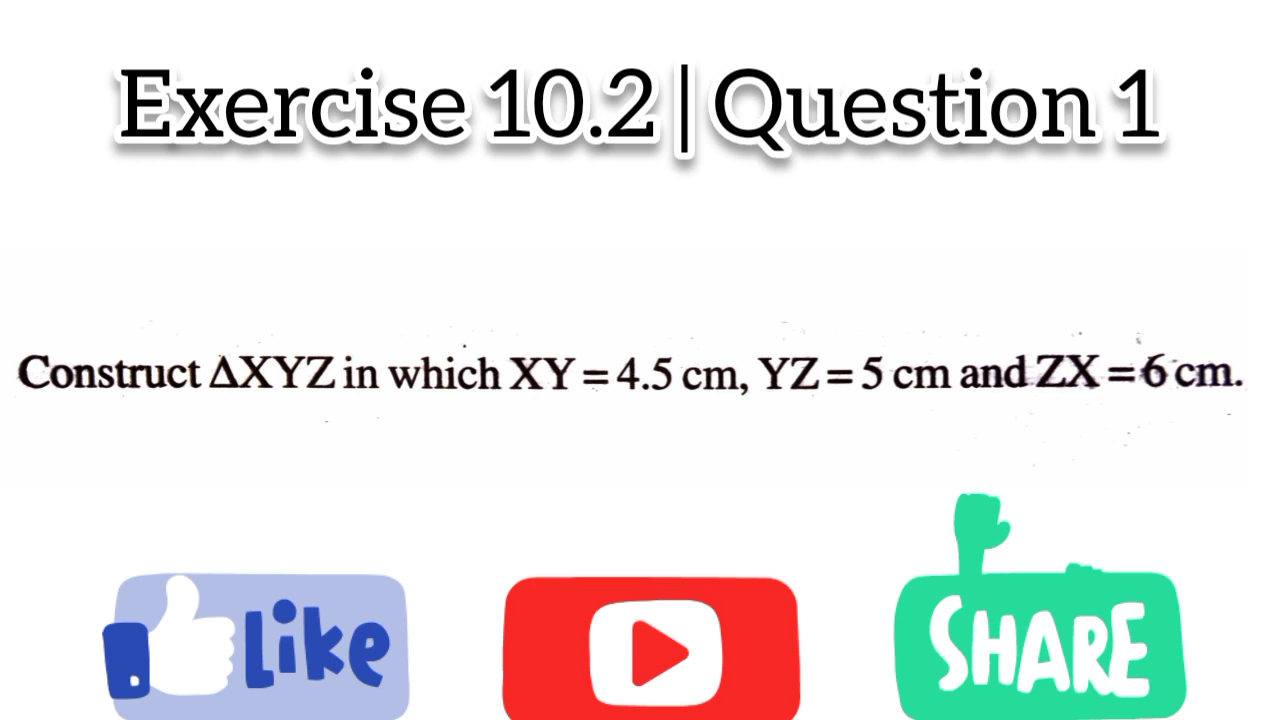 Exercise 10.2 | Question 1
Construct ΔXYZ in which XY = 4.5 cm, YZ = 5 cm and ZX = 6 cm.
Like
SHARE